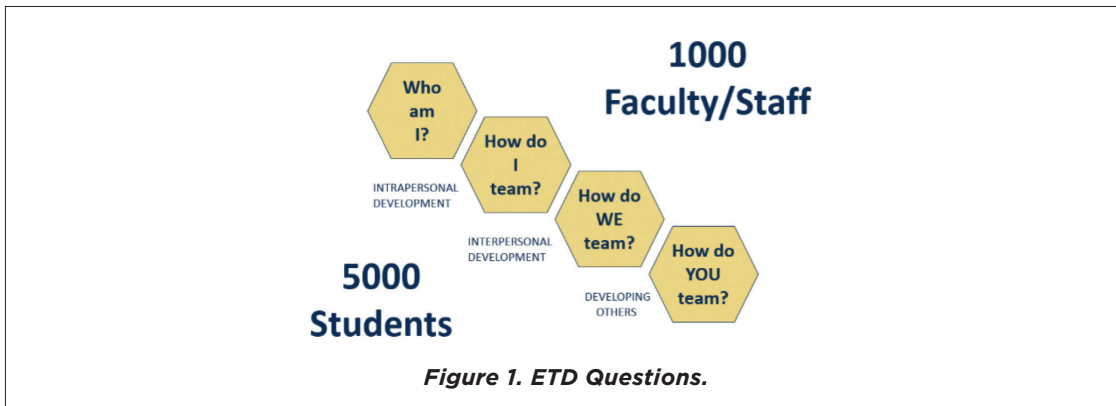 1000
Faculty/Staff
Who
am
I?
INTRAPERSONAL
DEVELOPMENT
How do
I
team?
INTERPERSONAL
DEVELOPMENT
How do
WE
team?
DEVELOPING
OTHERS
How do
YOU
team?
5000
Students
Figure 1. ETD Questions.